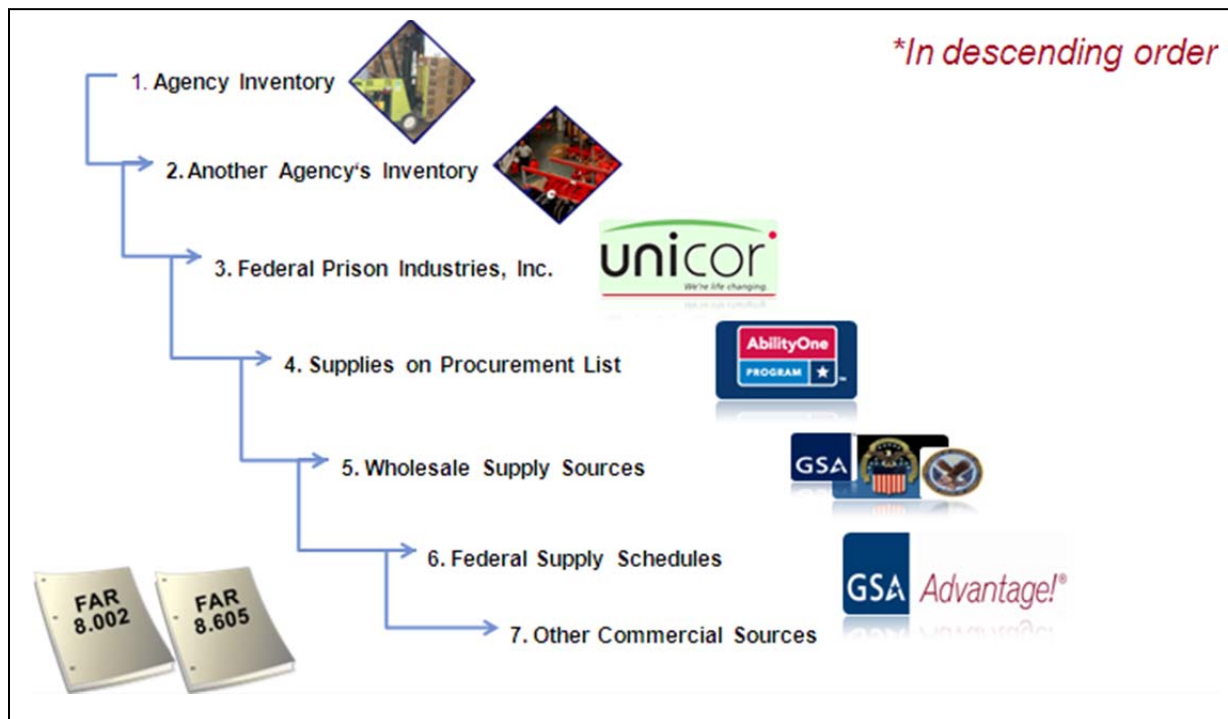 *In descending order
1. Agency Inventory
2. Another Agency's Inventory
3. Federal Prison Industries, Inc.
unicor
We're life changing.
4. Supplies on Procurement List
AbilityOne
PROGRAM
5. Wholesale Supply Sources
GSA
6. Federal Supply Schedules
GSA Advantage!®
7. Other Commercial Sources
FAR
8.002
FAR
8.605